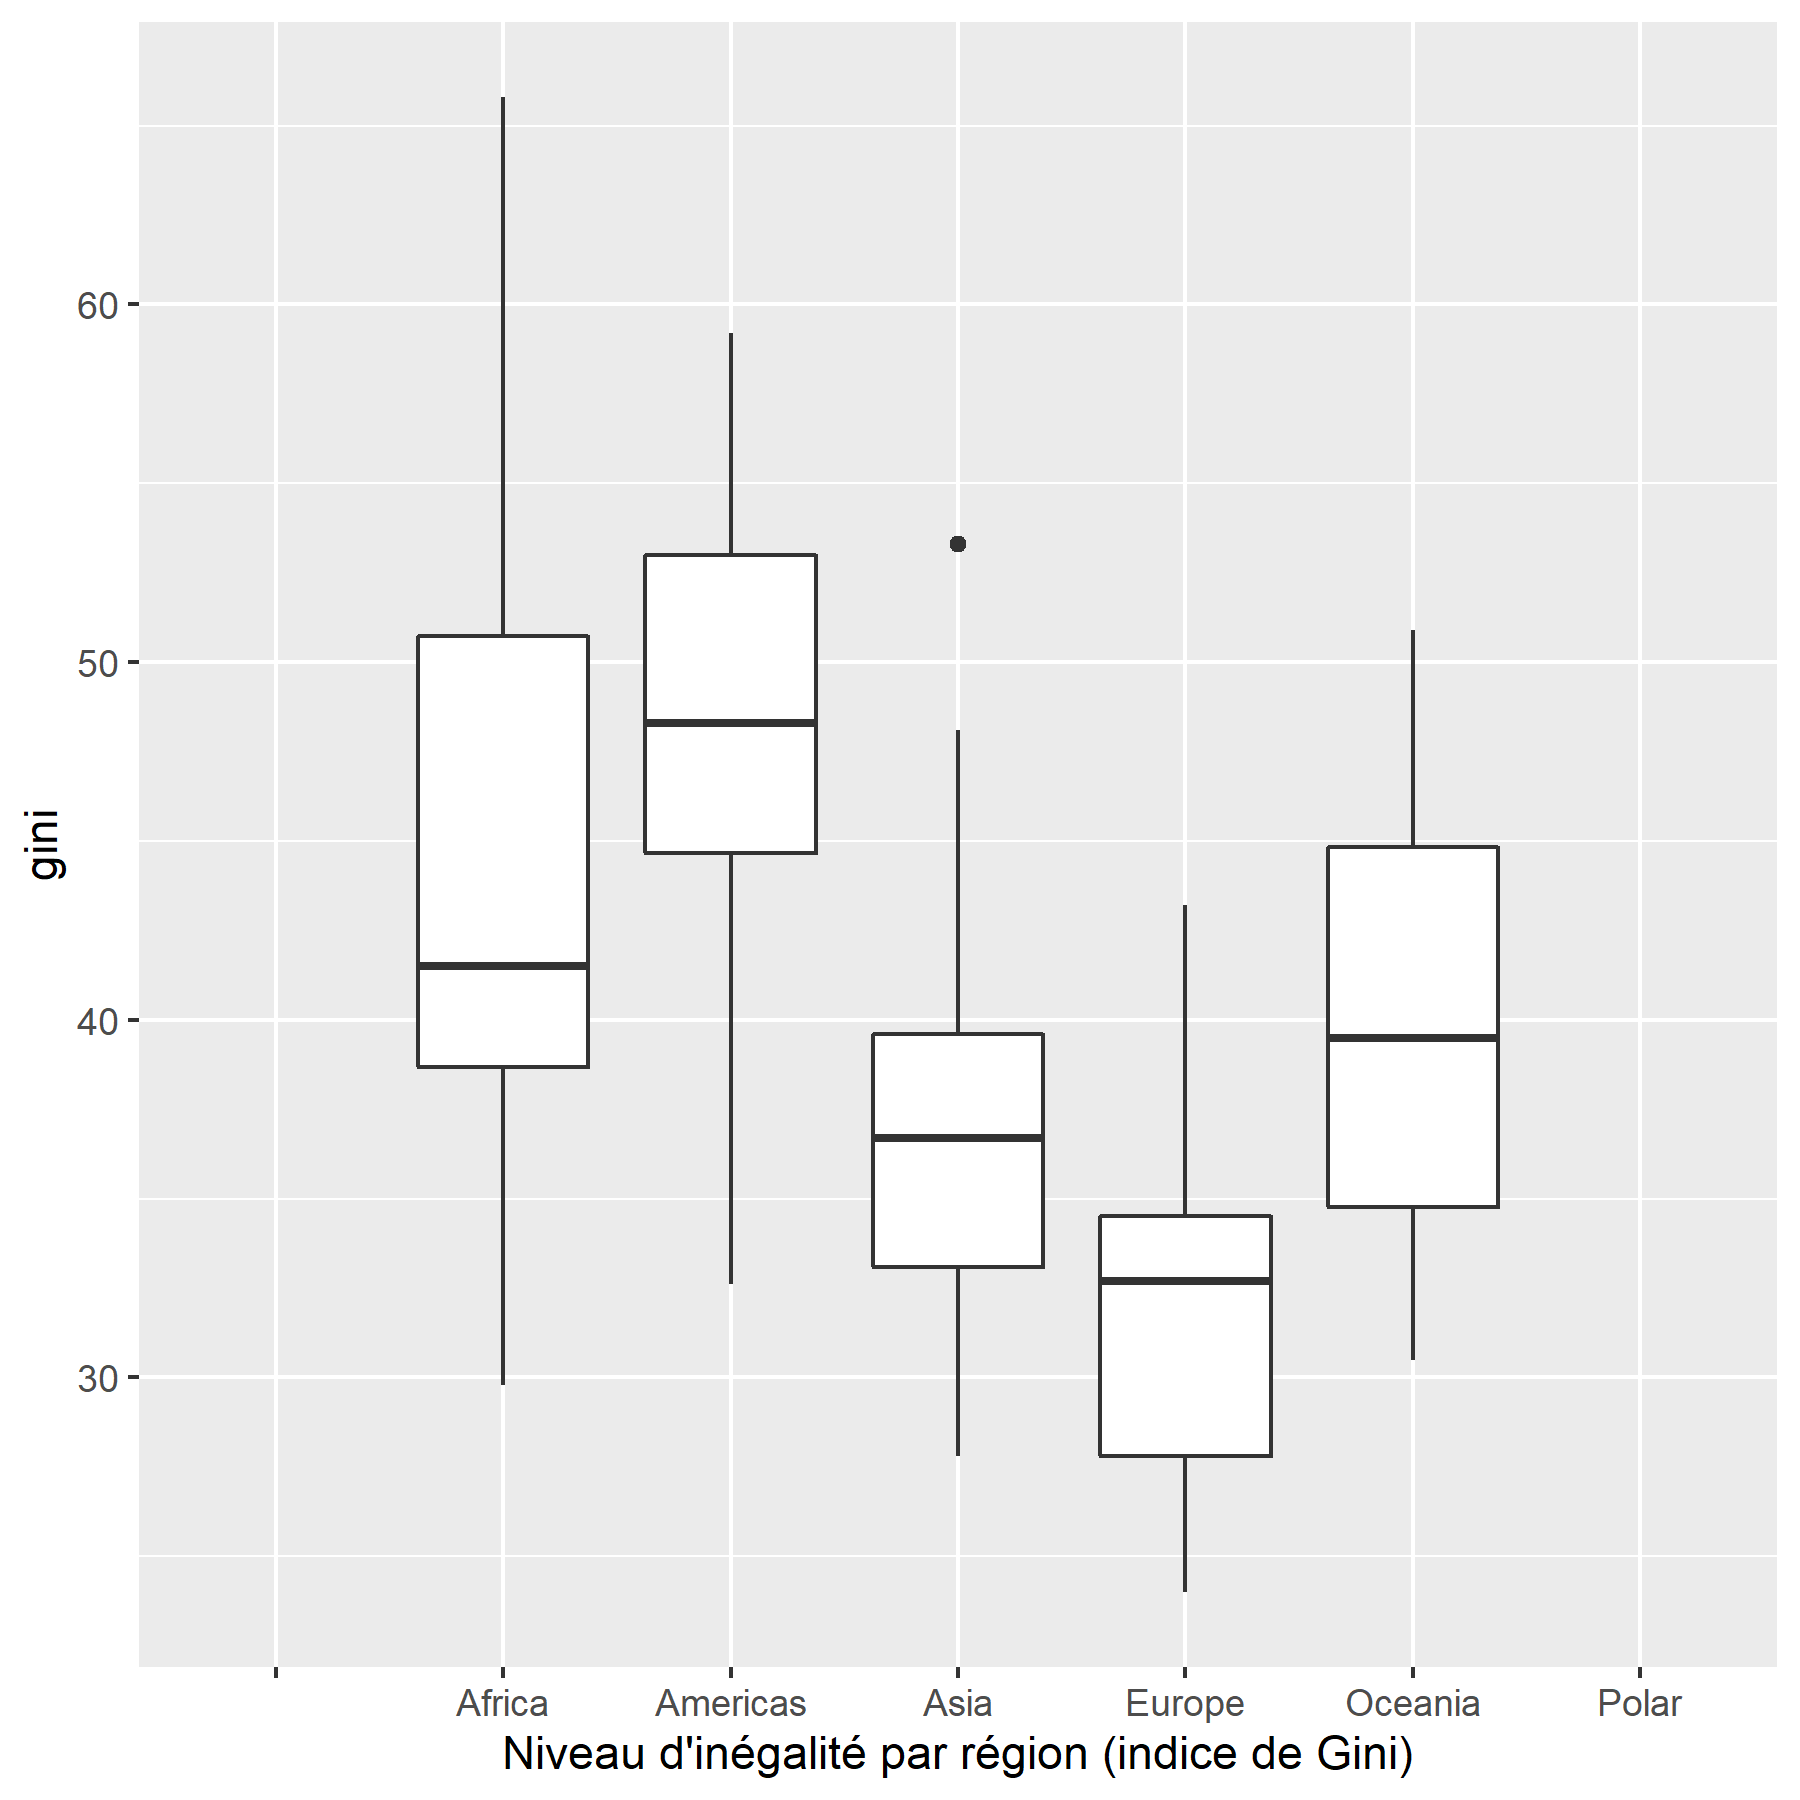 gini
60
50
40
30
Africa Americas Asia Europe Oceania Polar
Niveau d'inégalité par région (indice de Gini)